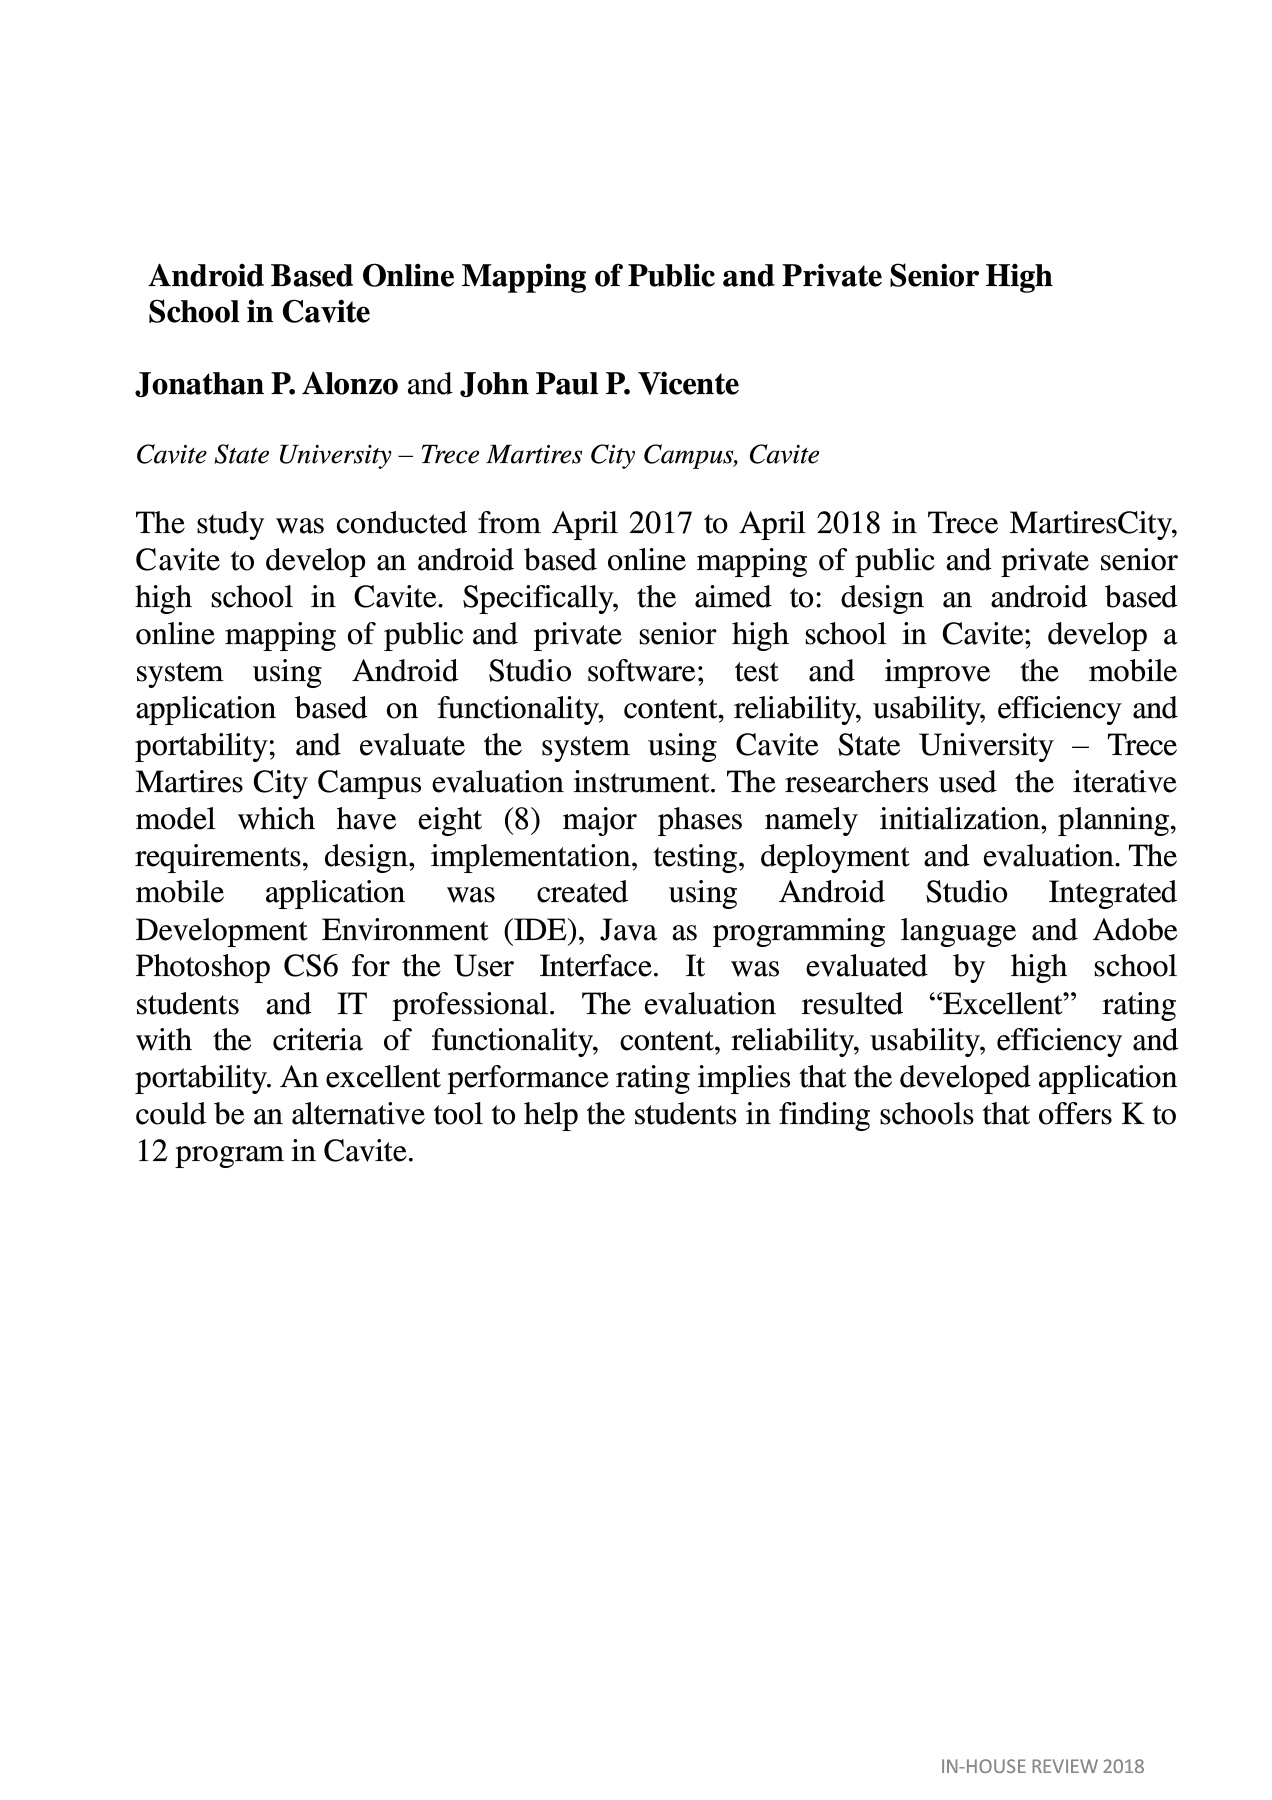 Android Based Online Mapping of Public and Private Senior High
School in Cavite
Jonathan P. Alonzo and John Paul P. Vicente
Cavite State University – Trece Martires City Campus, Cavite
The study was conducted from April 2017 to April 2018 in Trece MartiresCity,
Cavite to develop an android based online mapping of public and private senior
high school in Cavite. Specifically, the aimed to: design an android based
online mapping of public and private senior high school in Cavite; develop a
system using Android Studio software; test and improve the mobile
application based on functionality, content, reliability, usability, efficiency and
portability; and evaluate the system using Cavite State University – Trece
Martires City Campus evaluation instrument. The researchers used the iterative
model which have eight (8) major phases namely initialization, planning,
requirements, design, implementation, testing, deployment and evaluation. The
mobile application was created using Android Studio Integrated
Development Environment (IDE), Java as programming language and Adobe
Photoshop CS6 for the User Interface. It was evaluated by high school
students and IT professional. The evaluation resulted “Excellent” rating
with the criteria of functionality, content, reliability, usability, efficiency and
portability. An excellent performance rating implies that the developed application
could be an alternative tool to help the students in finding schools that offers K to
12 program in Cavite.
IN-HOUSE REVIEW 2018